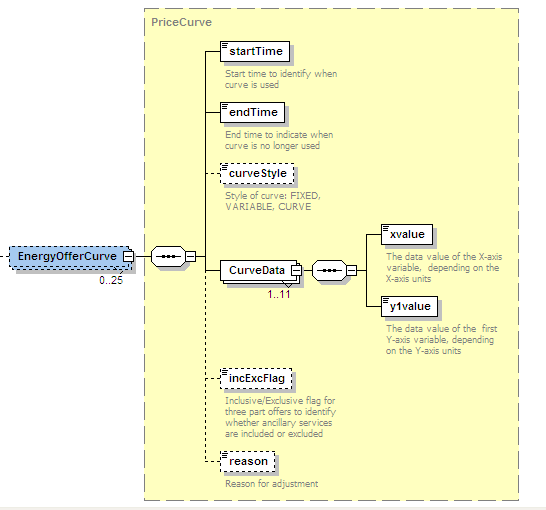 PriceCurve
startTime
Start time to identify when
curve is used
endTime
End time to indicate when
curve is no longer used
curveStyle
Style of curve: FIXED,
VARIABLE, CURVE
EnergyOfferCurve
0..25
CurveData
1..11
xvalue
The data value of the X-axis
variable, depending on the
X-axis units
y1value
The data value of the first
Y-axis variable, depending
on the Y-axis units
incExcFlag
Inclusive/Exclusive flag for
three part offers to identify
whether ancillary services
are included or excluded
reason
Reason for adjustment